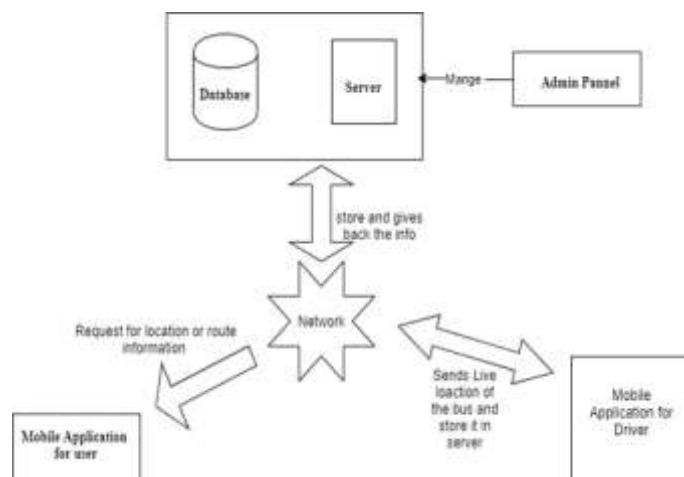 Database
Server
Mange
Admin Pannel
store and gives
back the info
Network
Request for location or route
information
Sends Live
loaction of
the bus and
store it in
server
Mobile
Application for
Driver
Mobile Application
for user